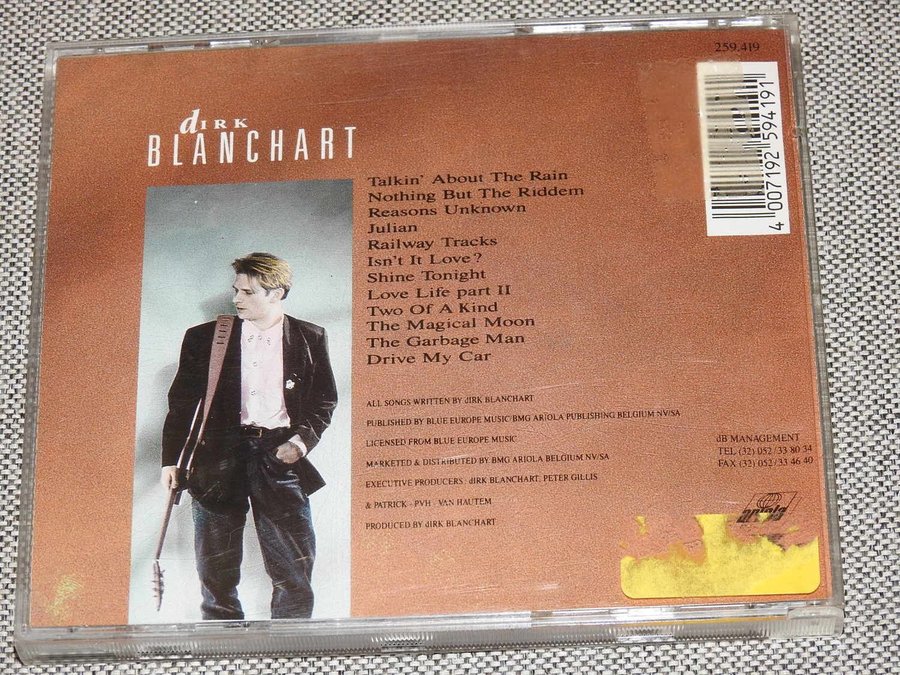 259.419
dIRK
BLANCHART
Talkin' About The Rain
Nothing But The Riddem
Reasons Unknown
Julian
Railway Tracks
Isn't It Love?
Shine Tonight
Love Life part II
Two Of A Kind
The Magical Moon
The Garbage Man
Drive My Car
4 007192 594191
ALL SONGS WRITTEN BY dIRK BLANCHART
PUBLISHED BY BLUE EUROPE MUSIC/BMG ARIOLA PUBLISHING BELGIUM NV/SA
LICENSED FROM BLUE EUROPE MUSIC
MARKETED & DISTRIBUTED BY BMG ARIOLA BELGIUM NV/SA
EXECUTIVE PRODUCERS: dIRK BLANCHART, PETER GILLIS
& PATRICK - PVH - VAN HAUTEM
PRODUCED BY dIRK BLANCHART
dB MANAGEMENT
TEL (32) 052/33 80 34
FAX (32) 052/33 46 40
ariola